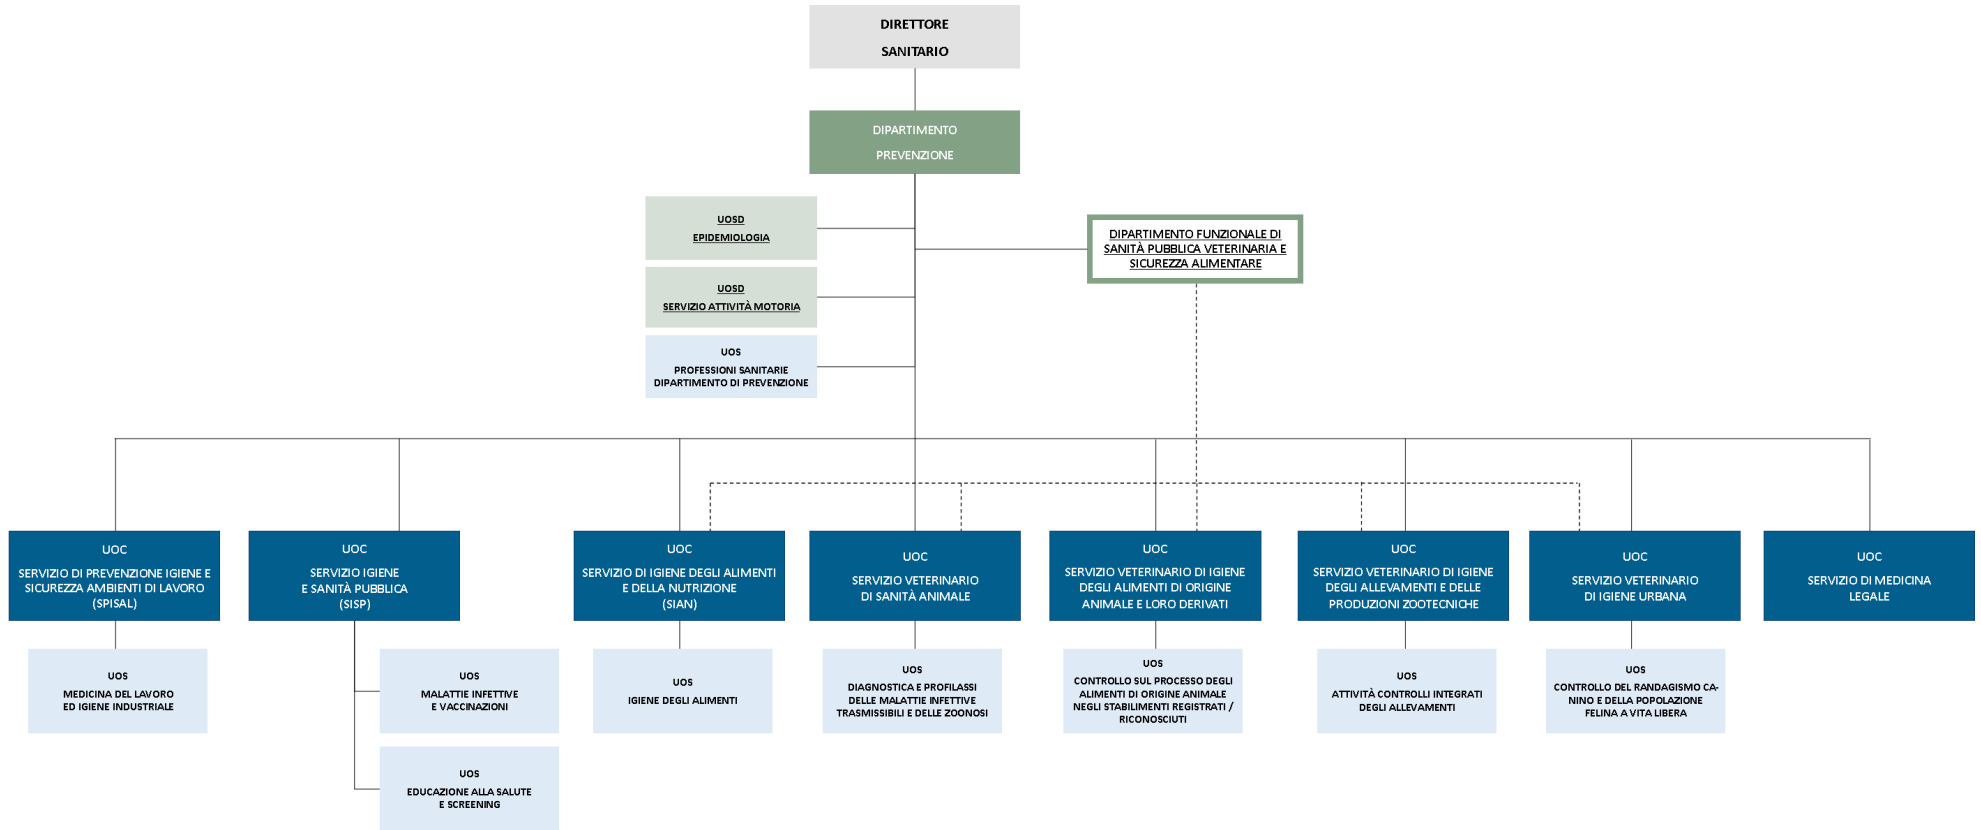 DIRETTORE
SANITARIO
DIPARTIMENTO
PREVENZIONE
UOSD
EPIDEMIOLOGIA
DIPARTIMENTO FUNZIONALE DI
SANITÀ PUBBLICA VETERINARIA E
SICUREZZA ALIMENTARE
UOSD
SERVIZIO ATTIVITÀ MOTORIA
UOS
PROFESSIONI SANITARIE
DIPARTIMENTO DI PREVENZIONE
UOC
SERVIZIO DI PREVENZIONE IGIENE E
SICUREZZA AMBIENTI DI LAVORO
(SPISAL)
UOC
SERVIZIO IGIENE
E SANITÀ PUBBLICA
(SISP)
UOC
SERVIZIO DI IGIENE DEGLI ALIMENTI
E DELLA NUTRIZIONE
(SIAN)
UOC
SERVIZIO VETERINARIO
DI SANITÀ ANIMALE
UOC
SERVIZIO VETERINARIO DI IGIENE
DEGLI ALIMENTI DI ORIGINE
ANIMALE E LORO DERIVATI
UOC
SERVIZIO VETERINARIO DI IGIENE
DEGLI ALLEVAMENTI E DELLE
PRODUZIONI ZOOTECNICHE
UOC
SERVIZIO VETERINARIO
DI IGIENE URBANA
UOC
SERVIZIO DI MEDICINA
LEGALE
UOS
MEDICINA DEL LAVORO
ED IGIENE INDUSTRIALE
UOS
MALATTIE INFETTIVE
E VACCINAZIONI
UOS
IGIENE DEGLI ALIMENTI
UOS
DIAGNOSTICA E PROFILASSI
DELLE MALATTIE INFETTIVE
TRASMISSIBILI E DELLE ZOONOSI
UOS
CONTROLLO SUL PROCESSO DEGLI
ALIMENTI DI ORIGINE ANIMALE
NEGLI STABILIMENTI REGISTRATI /
RICONOSCIUTI
UOS
ATTIVITÀ CONTROLLI INTEGRATI
DEGLI ALLEVAMENTI
UOS
CONTROLLO DEL RANDAGISMO CA-
NINO E DELLA POPOLAZIONE
FELINA A VITA LIBERA
UOS
EDUCAZIONE ALLA SALUTE
E SCREENING